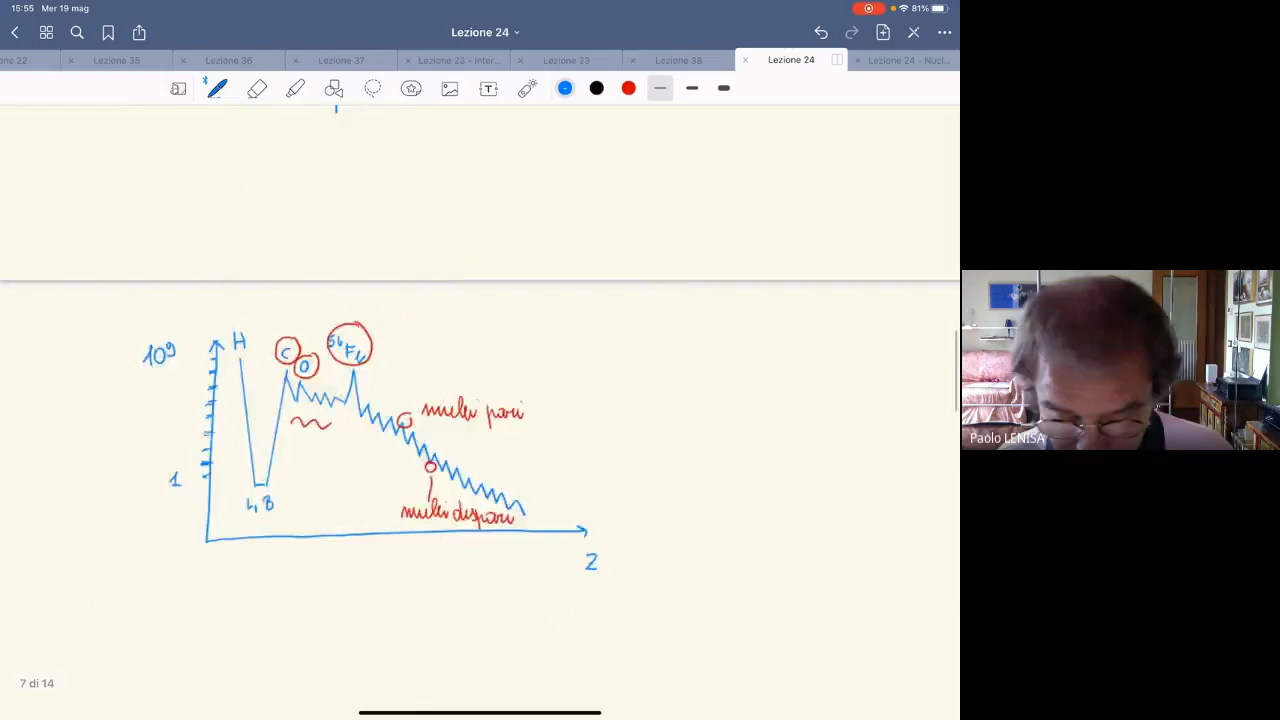 15:55 Mer 19 mag
81%
Lezione 24
ne 22
Lezione 35
Lezione 36
Lezione 37
Lezione 23 - Inter...
Lezione 23
Lezione 38
Lezione 24
Lezione 24 - Nucl...
T
10⁹
H
C
O
⁵⁶Fe
nuclei pari
1
Li, B
nuclei dispari
Z
7 di 14
Paolo LENISA